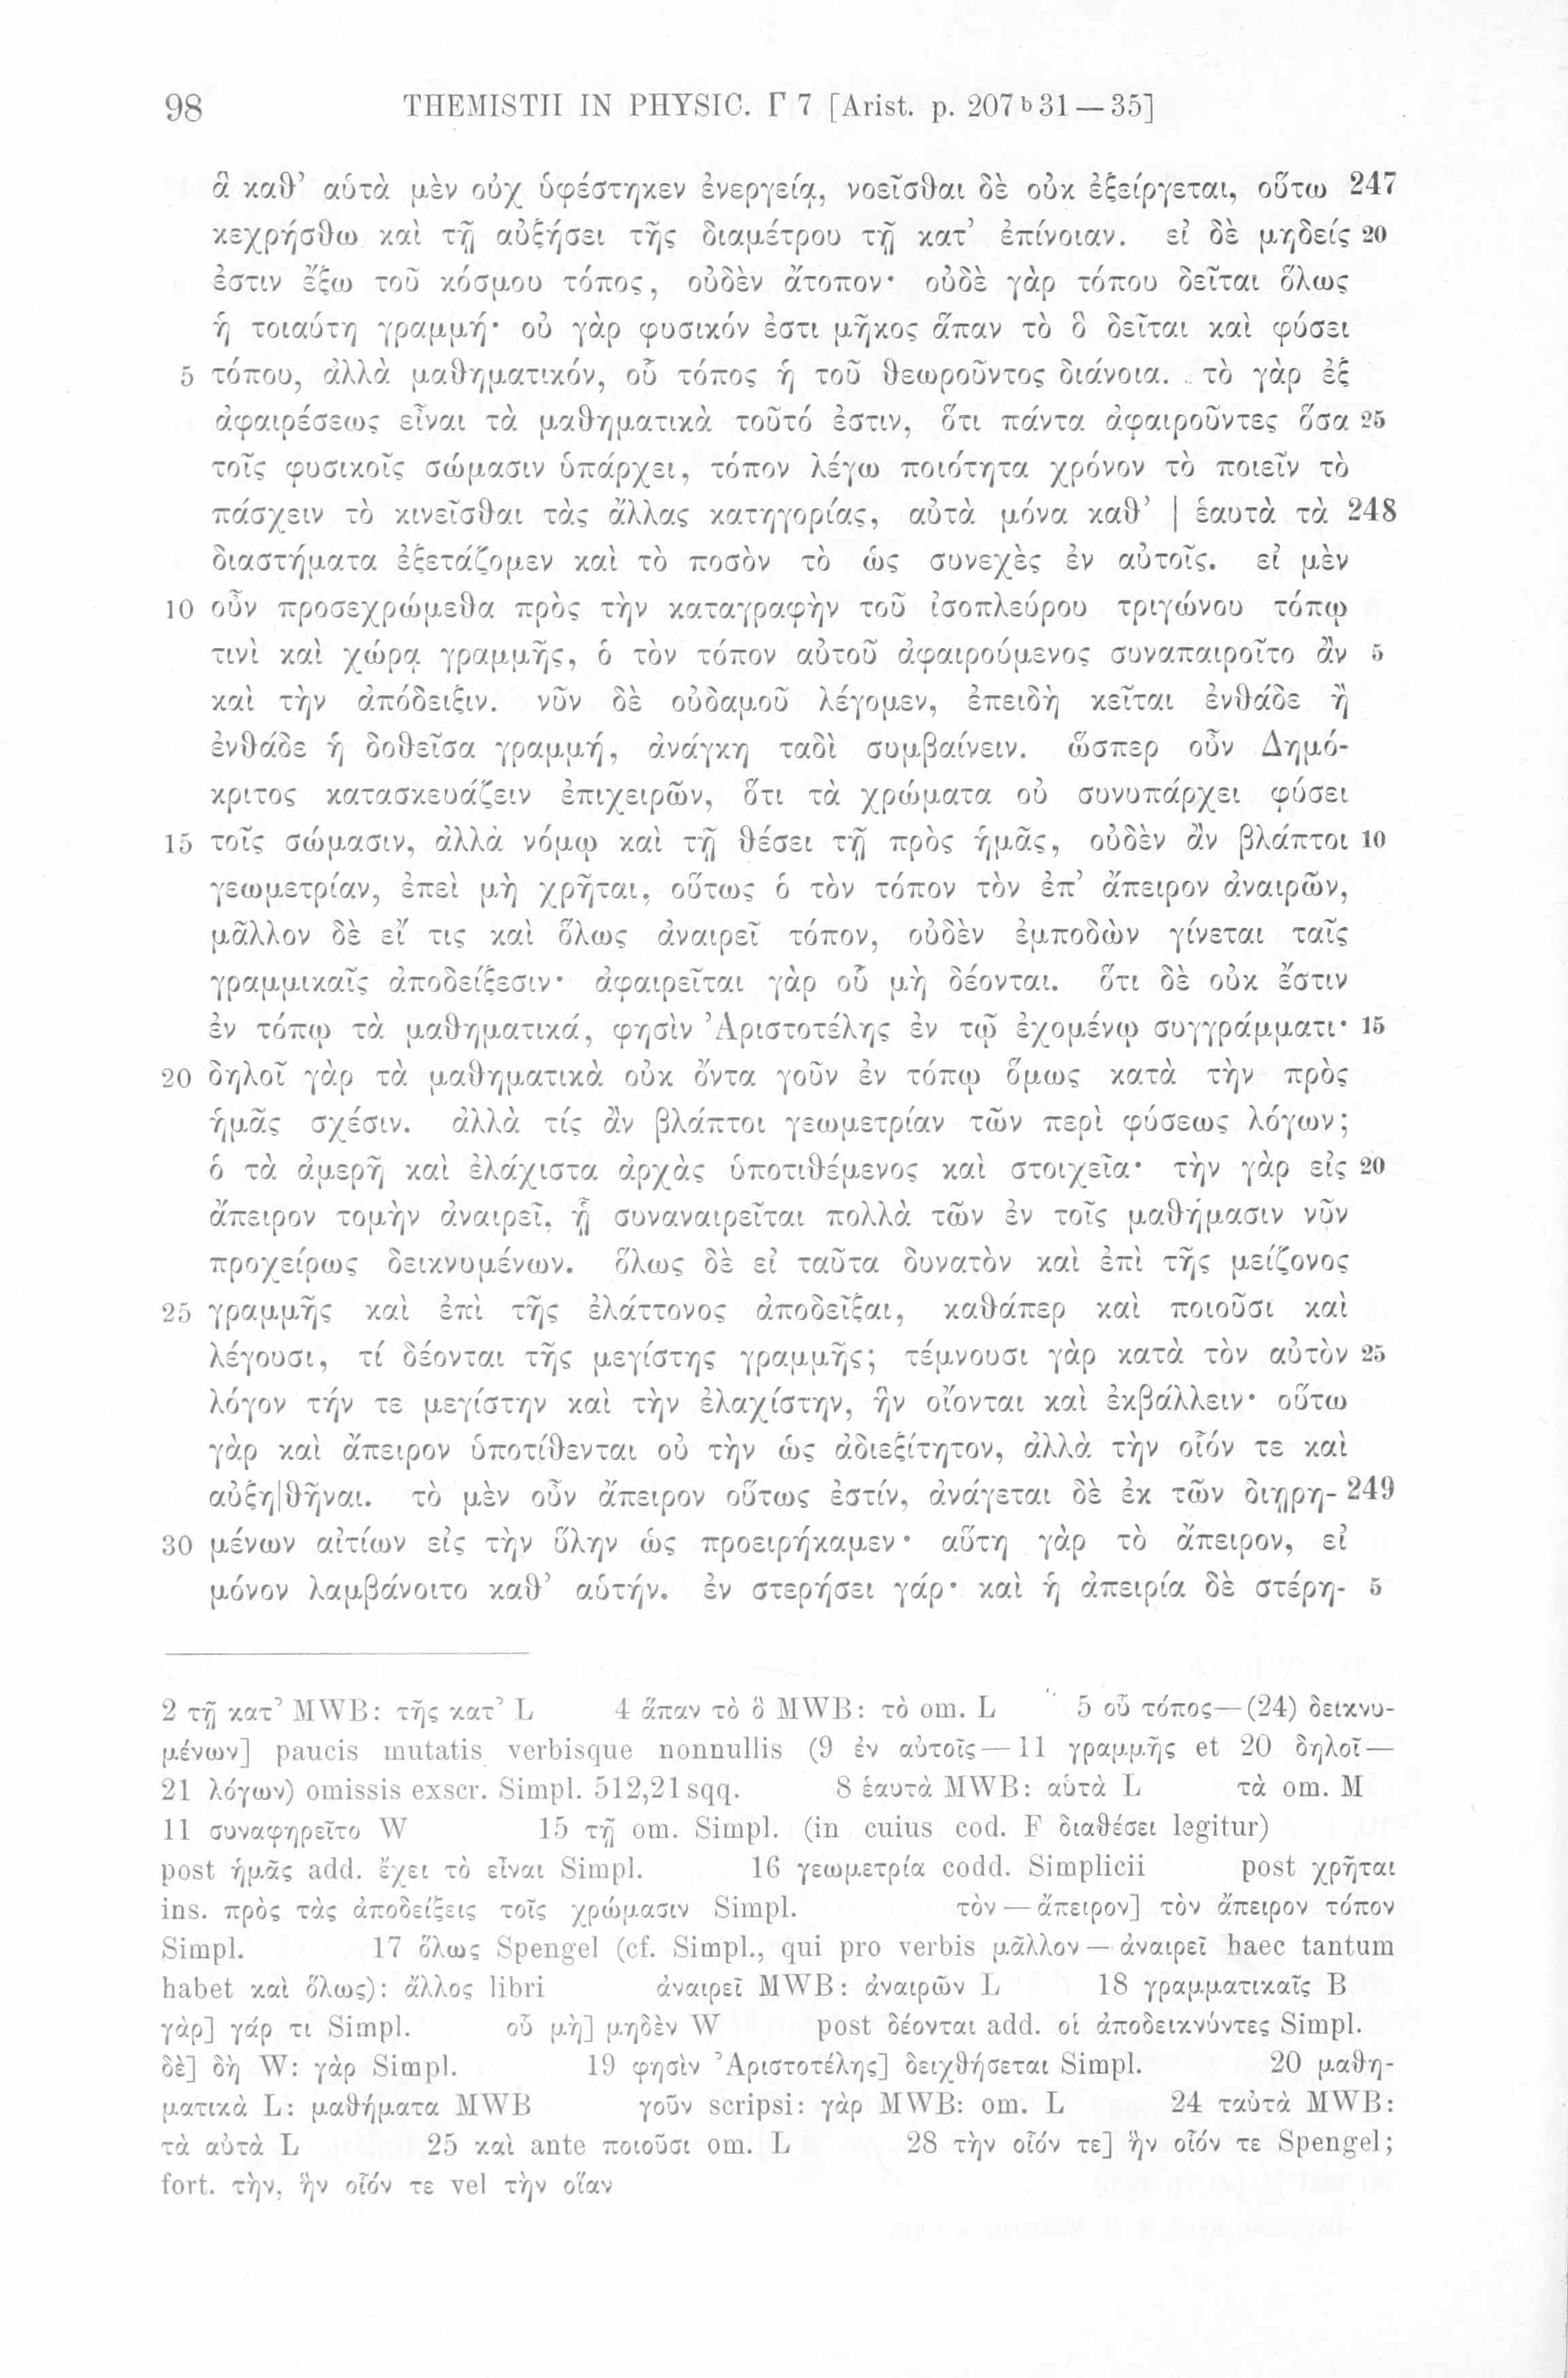 98 THEMISTII IN PHYSIC. Γ 7 [Arist. p. 207 b 31 — 35]
ἃ καθ’ αὑτὰ μὲν οὐχ ὑφέστηκεν ἐνεργείᾳ, νοεῖσθαι δὲ οὐκ ἐξείργεται, οὕτω 247
κεχρήσθω καὶ τῇ αὐξήσει τῆς διαμέτρου τῇ κατ’ ἐπίνοιαν. εἰ δὲ μηδείς 20
ἐστιν ἔξω τοῦ κόσμου τόπος, οὐδὲν ἄτοπον· οὐδὲ γὰρ τόπου δεῖται ὅλως
ἡ τοιαύτη γραμμή· οὐ γὰρ φυσικόν ἐστι μῆκος ἅπαν τὸ ὃ δεῖται καὶ φύσει
5 τόπου, ἀλλὰ μαθηματικόν, οὗ τόπος ἡ τοῦ θεωροῦντος διάνοια. τὸ γὰρ ἐξ
ἀφαιρέσεως εἶναι τὰ μαθηματικὰ τοῦτό ἐστιν, ὅτι πάντα ἀφαιροῦντες ὅσα 25
τοῖς φυσικοῖς σώμασιν ὑπάρχει, τόπον λέγω ποιότητα χρόνον τὸ ποιεῖν τὸ
πάσχειν τὸ κινεῖσθαι τὰς ἄλλας κατηγορίας, αὐτὰ μόνα καθ’ | ἑαυτὰ τὰ 248
διαστήματα ἐξετάζομεν καὶ τὸ ποσὸν τὸ ὡς συνεχὲς ἐν αὐτοῖς. εἰ μὲν
10 οὖν προσεχρώμεθα πρὸς τὴν καταγραφὴν τοῦ ἰσοπλεύρου τριγώνου τόπῳ
τινὶ καὶ χώρᾳ γραμμῆς, ὁ τὸν τόπον αὐτοῦ ἀφαιρούμενος συναπαιροῖτο ἂν 5
καὶ τὴν ἀπόδειξιν. νῦν δὲ οὐδαμοῦ λέγομεν, ἐπειδὴ κεῖται ἐνθάδε ἢ
ἐνθάδε ἡ δοθεῖσα γραμμή, ἀνάγκη ταδὶ συμβαίνειν. ὥσπερ οὖν Δημό-
κριτος κατασκευάζειν ἐπιχειρῶν, ὅτι τὰ χρώματα οὐ συνυπάρχει φύσει
15 τοῖς σώμασιν, ἀλλὰ νόμῳ καὶ τῇ θέσει τῇ πρὸς ἡμᾶς, οὐδὲν ἂν βλάπτοι 10
γεωμετρίαν, ἐπεὶ μὴ χρῆται, οὕτως ὁ τὸν τόπον τὸν ἐπ’ ἄπειρον ἀναιρῶν,
μᾶλλον δὲ εἴ τις καὶ ὅλως ἀναιρεῖ τόπον, οὐδὲν ἐμποδὼν γίνεται ταῖς
γραμμικαῖς ἀποδείξεσιν· ἀφαιρεῖται γὰρ οὗ μὴ δέονται. ὅτι δὲ οὐκ ἔστιν
ἐν τόπῳ τὰ μαθηματικά, φησὶν Ἀριστοτέλης ἐν τῷ ἐχομένῳ συγγράμματι· 15
20 δηλοῖ γὰρ τὰ μαθηματικὰ οὐκ ὄντα γοῦν ἐν τόπῳ ὅμως κατὰ τὴν πρὸς
ἡμᾶς σχέσιν. ἀλλὰ τίς ἂν βλάπτοι γεωμετρίαν τῶν περὶ φύσεως λόγων;
ὁ τὰ ἀμερῆ καὶ ἐλάχιστα ἀρχὰς ὑποτιθέμενος καὶ στοιχεῖα· τὴν γὰρ εἰς 20
ἄπειρον τομὴν ἀναιρεῖ, ᾗ συναναιρεῖται πολλὰ τῶν ἐν τοῖς μαθήμασιν νῦν
προχείρως δεικνυμένων. ὅλως δὲ εἰ ταῦτα δυνατὸν καὶ ἐπὶ τῆς μείζονος
25 γραμμῆς καὶ ἐπὶ τῆς ἐλάττονος ἀποδεῖξαι, καθάπερ καὶ ποιοῦσι καὶ
λέγουσι, τί δέονται τῆς μεγίστης γραμμῆς; τέμνουσι γὰρ κατὰ τὸν αὐτὸν 25
λόγον τήν τε μεγίστην καὶ τὴν ἐλαχίστην, ἣν οἴονται καὶ ἐκβάλλειν· οὕτω
γὰρ καὶ ἄπειρον ὑποτίθενται οὐ τὴν ὡς ἀδιεξίτητον, ἀλλὰ τὴν οἷόν τε καὶ
αὐξη|θῆναι. τὸ μὲν οὖν ἄπειρον οὕτως ἐστίν, ἀνάγεται δὲ ἐκ τῶν διῃρη- 249
30 μένων αἰτίων εἰς τὴν ὕλην ὡς προειρήκαμεν· αὕτη γὰρ τὸ ἄπειρον, εἰ
μόνον λαμβάνοιτο καθ’ αὑτήν. ἐν στερήσει γάρ· καὶ ἡ ἀπειρία δὲ στέρη- 5
2 τῇ κατ’ MWB: τῆς κατ’ L 4 ἅπαν τὸ ὃ MWB: τὸ om. L 5 οὗ τόπος—(24) δεικνυ-
μένων] paucis mutatis verbisque nonnullis (9 ἐν αὐτοῖς—11 γραμμῆς et 20 δηλοῖ—
21 λόγων) omissis exscr. Simpl. 512,21 sqq. 8 ἑαυτὰ MWB: αὑτὰ L τὰ om. M
11 συναφηρεῖτο W 15 τῇ om. Simpl. (in cuius cod. F διαθέσει legitur)
post ἡμᾶς add. ἔχει τὸ εἶναι Simpl. 16 γεωμετρία codd. Simplicii post χρῆται
ins. πρὸς τὰς ἀποδείξεις τοῖς χρώμασιν Simpl. τὸν — ἄπειρον] τὸν ἄπειρον τόπον
Simpl. 17 ὅλως Spengel (cf. Simpl., qui pro verbis μᾶλλον — ἀναιρεῖ haec tantum
habet καὶ ὅλως): ἄλλος libri ἀναιρεῖ MWB: ἀναιρῶν L 18 γραμματικαῖς B
γὰρ] γάρ τι Simpl. οὗ μὴ] μηδὲν W post δέονται add. οἱ ἀποδεικνύντες Simpl.
δὲ] δὴ W: γὰρ Simpl. 19 φησὶν Ἀριστοτέλης] δειχθήσεται Simpl. 20 μαθη-
ματικὰ L: μαθήματα MWB γοῦν scripsi: γὰρ MWB: om. L 24 ταὐτὰ MWB:
τὰ αὐτὰ L 25 καὶ ante ποιοῦσι om. L 28 τὴν οἷόν τε] ἣν οἷόν τε Spengel;
fort. τὴν, ἣν οἷόν τε vel τὴν οἵαν